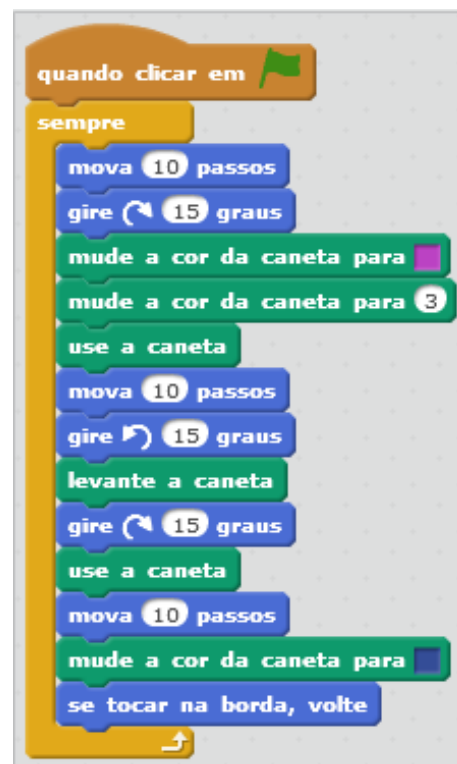 quando clicar em
sempre
mova 10 passos
gire 15 graus
mude a cor da caneta para
mude a cor da caneta para 3
use a caneta
mova 10 passos
gire 15 graus
levante a caneta
gire 15 graus
use a caneta
mova 10 passos
mude a cor da caneta para
se tocar na borda, volte